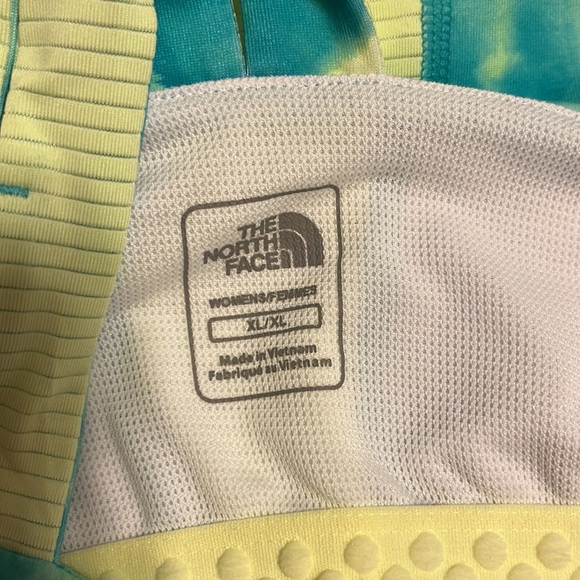 THE
NORTH
FACE
WOMENS/FEMMES
XL/XL
Made in Vietnam
Fabriqué au Vietnam